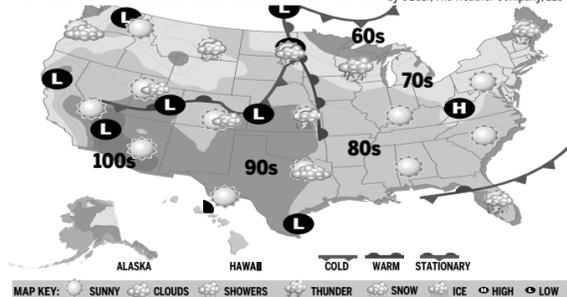 L
L
60s
L
L
70s
L
L
H
L
80s
100s
90s
L
ALASKA
HAWAII
COLD
WARM
STATIONARY
MAP KEY:
SUNNY
CLOUDS
SHOWERS
THUNDER
SNOW
ICE
H HIGH
L LOW